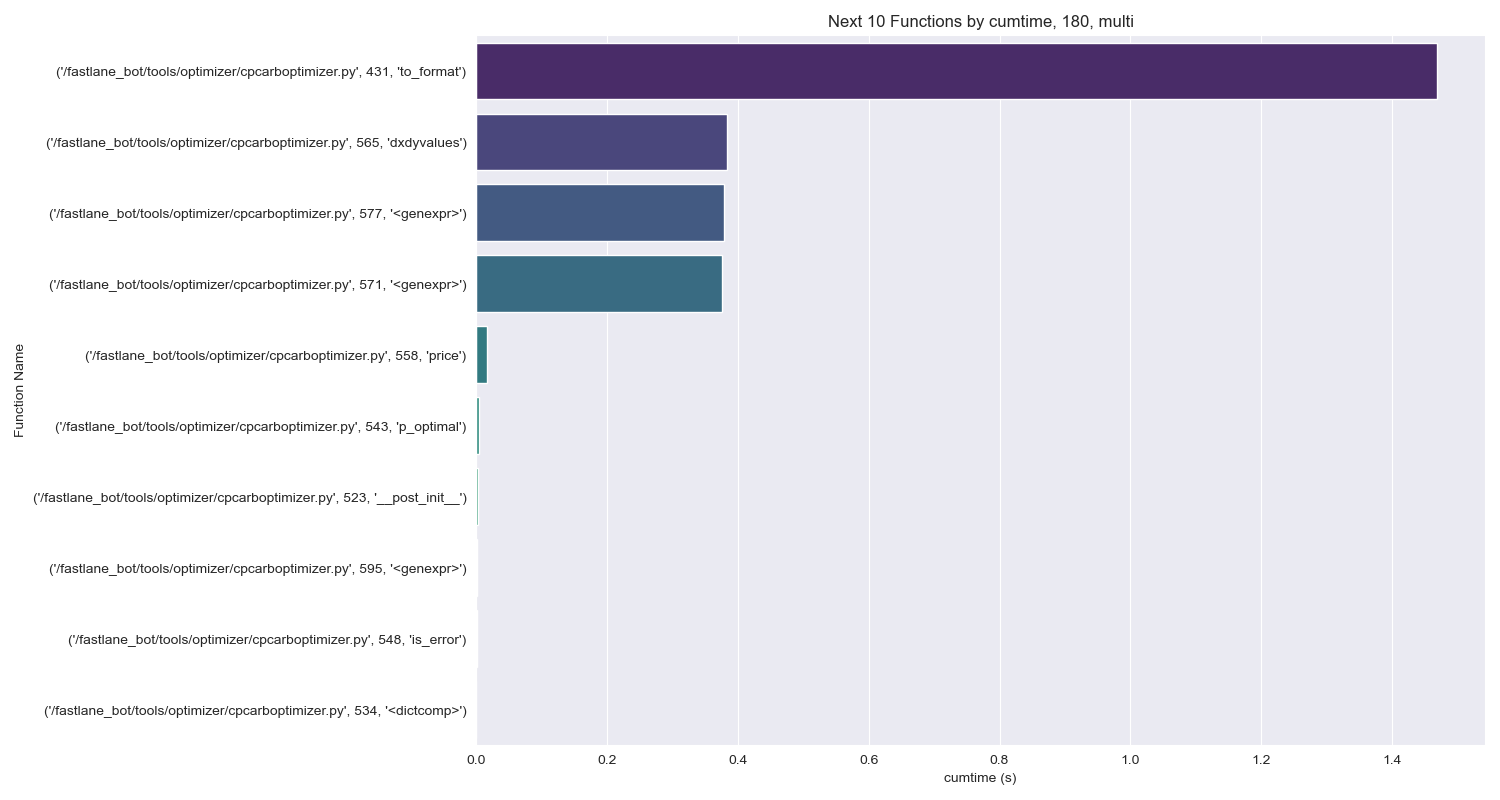 Next 10 Functions by cumtime, 180, multi
('/fastlane_bot/tools/optimizer/cpcarboptimizer.py', 431, 'to_format')
('/fastlane_bot/tools/optimizer/cpcarboptimizer.py', 565, 'dxdyvalues')
('/fastlane_bot/tools/optimizer/cpcarboptimizer.py', 577, '<genexpr>')
('/fastlane_bot/tools/optimizer/cpcarboptimizer.py', 571, '<genexpr>')
('/fastlane_bot/tools/optimizer/cpcarboptimizer.py', 558, 'price')
('/fastlane_bot/tools/optimizer/cpcarboptimizer.py', 543, 'p_optimal')
('/fastlane_bot/tools/optimizer/cpcarboptimizer.py', 523, '__post_init__')
('/fastlane_bot/tools/optimizer/cpcarboptimizer.py', 595, '<genexpr>')
('/fastlane_bot/tools/optimizer/cpcarboptimizer.py', 548, 'is_error')
('/fastlane_bot/tools/optimizer/cpcarboptimizer.py', 534, '<dictcomp>')
Function Name
0.0 0.2 0.4 0.6 0.8 1.0 1.2 1.4
cumtime (s)